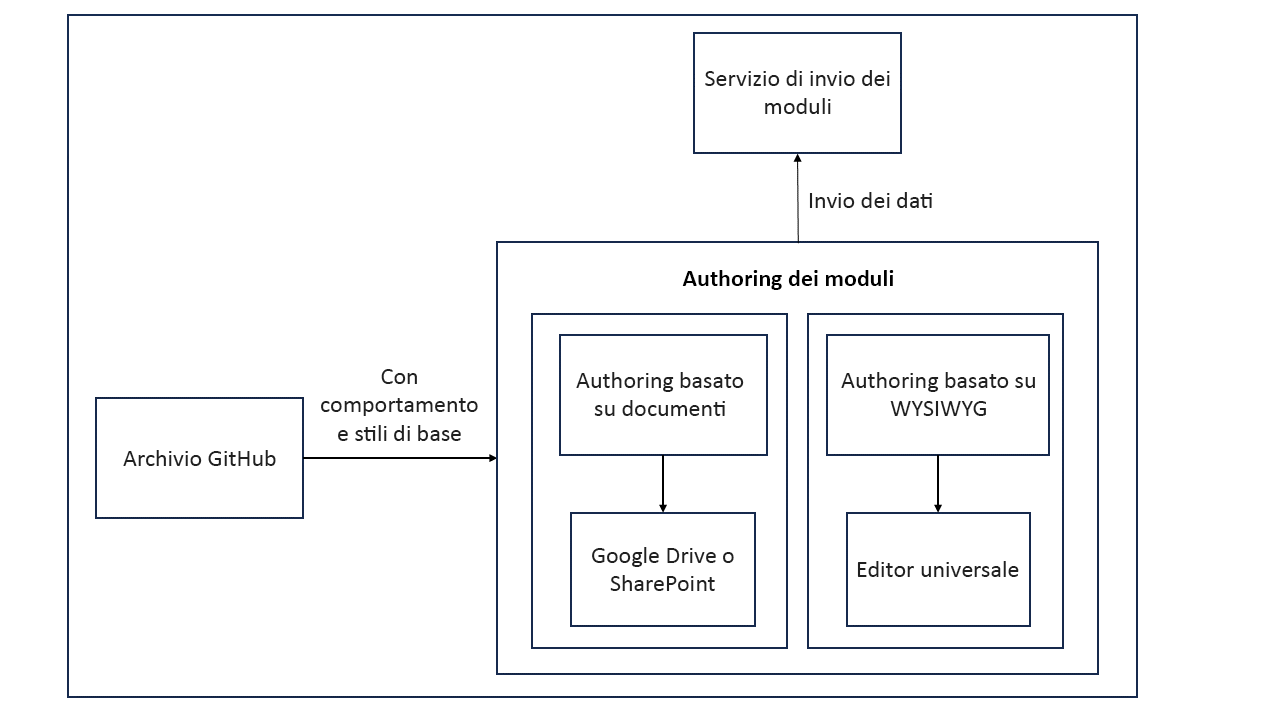 Servizio di invio dei
moduli
Invio dei dati
Authoring dei moduli
Con
comportamento
e stili di base
Archivio GitHub
Authoring basato
su documenti
Authoring basato su
WYSIWYG
Google Drive o
SharePoint
Editor universale